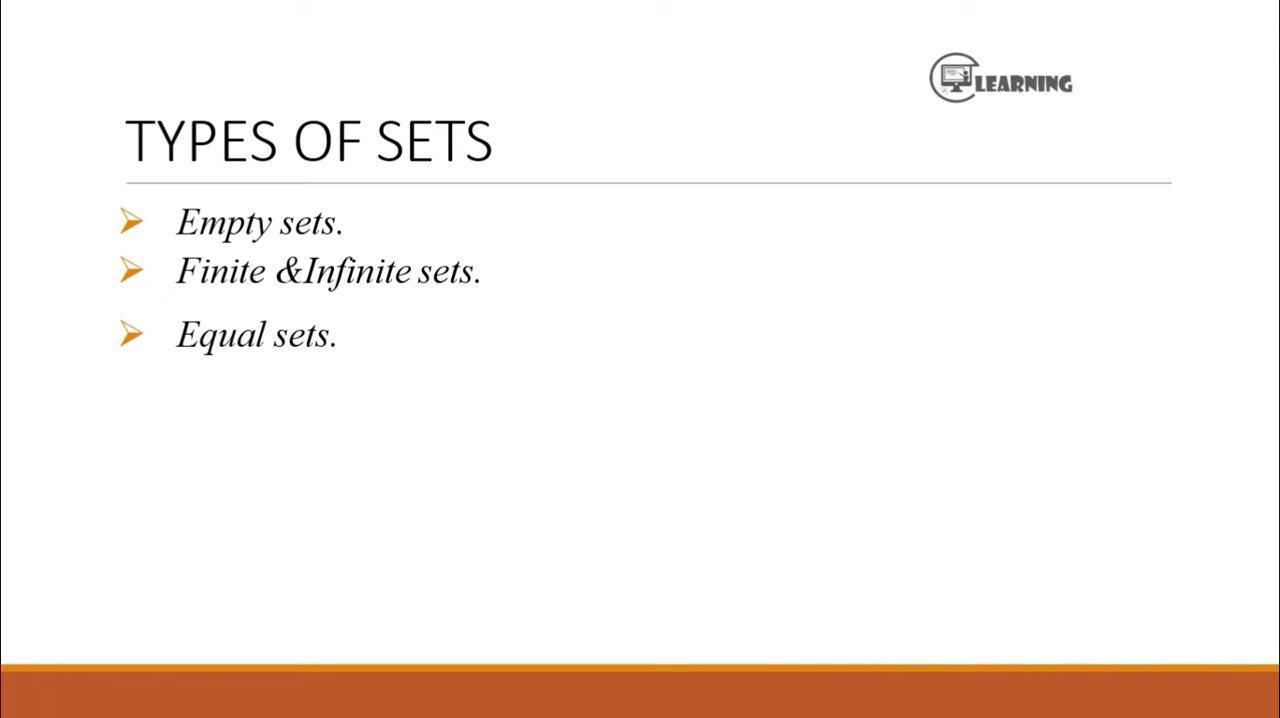 LEARNING
TYPES OF SETS
Empty sets.
Finite &Infinite sets.
Equal sets.